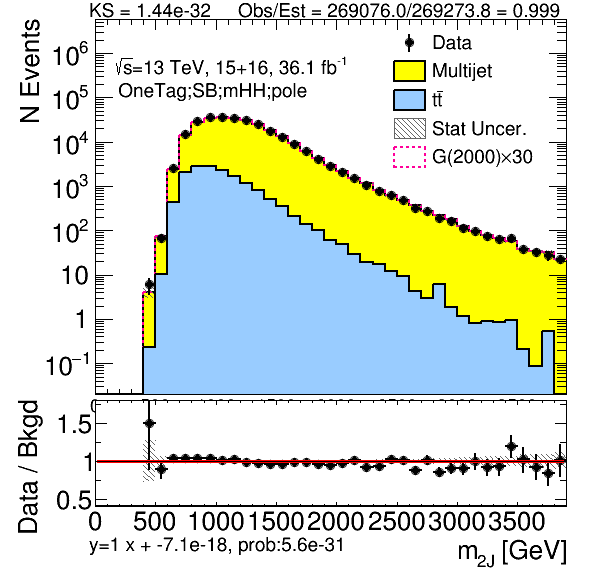 KS = 1.44e-32 Obs/Est = 269076.0/269273.8 = 0.999
N Events
10⁶
10⁵
10⁴
10³
10²
10
1
10⁻¹
√s=13 TeV, 15+16, 36.1 fb⁻¹
OneTag;SB;mHH;pole
Data
Multijet
tt̄
Stat Uncer.
G(2000)×30
Data / Bkgd
1.5
1
0.5
0 500 1000 1500 2000 2500 3000 3500
y=1 x + -7.1e-18, prob:5.6e-31
m₂J [GeV]